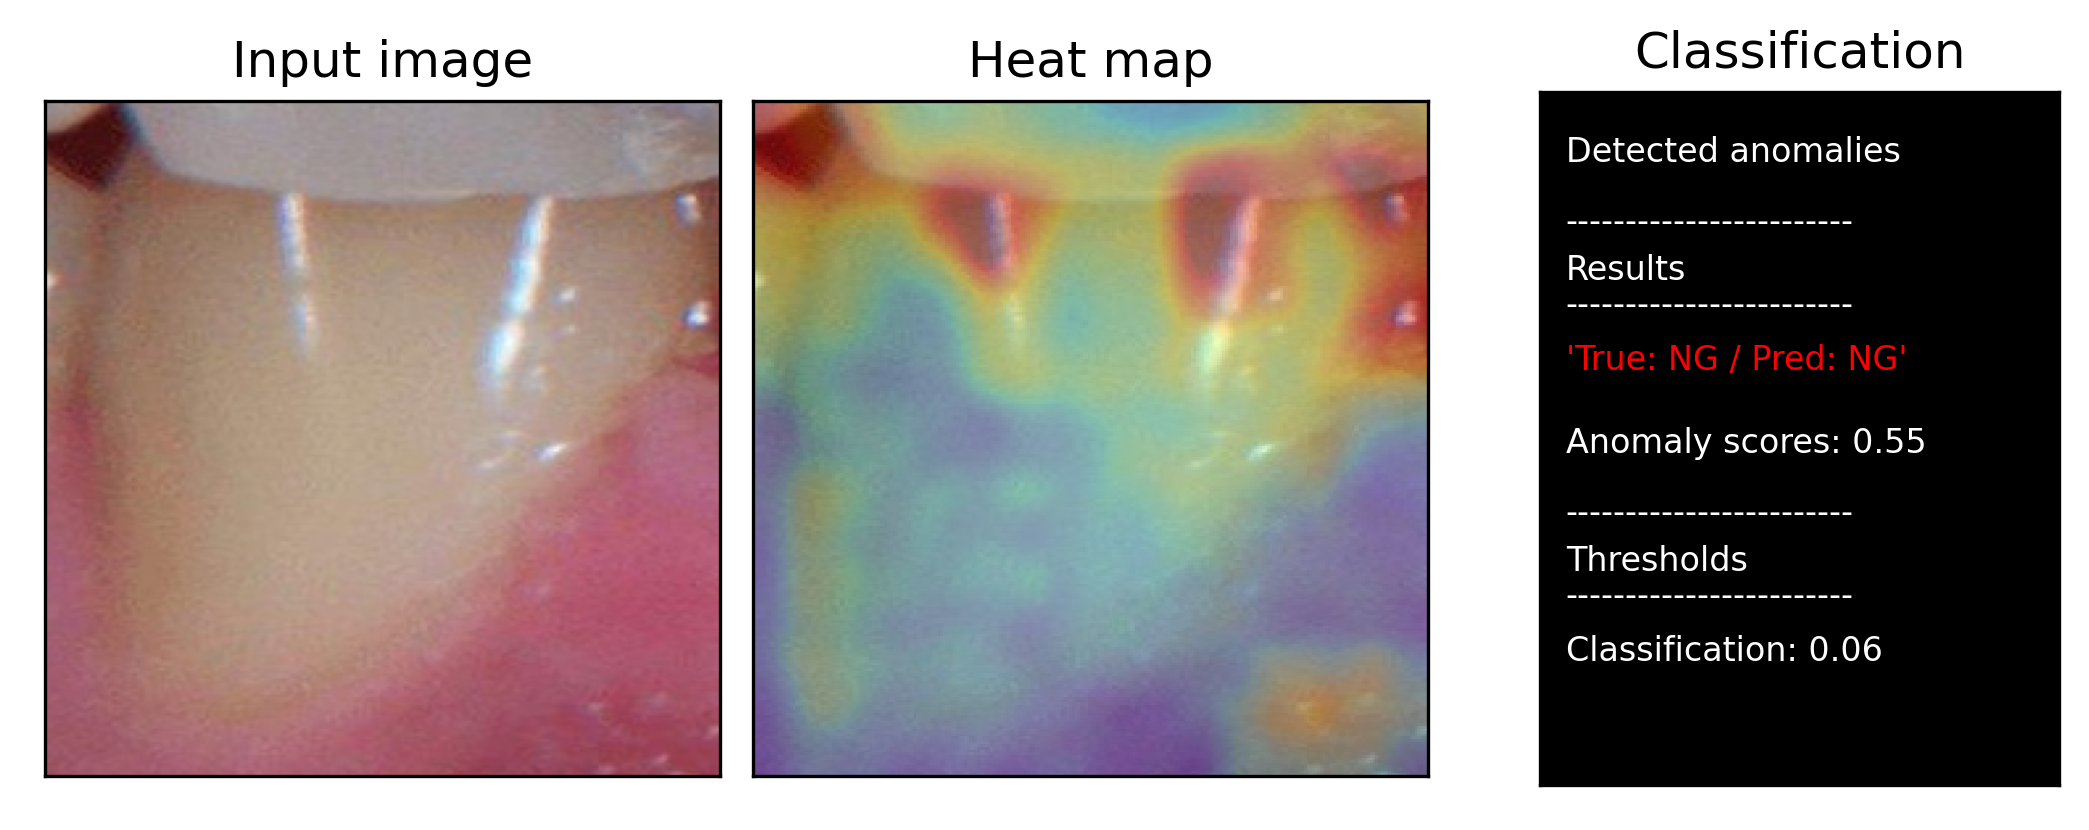 Input image
Heat map
Classification
Detected anomalies
------------------------
Results
------------------------
'True: NG / Pred: NG'
Anomaly scores: 0.55
------------------------
Thresholds
------------------------
Classification: 0.06